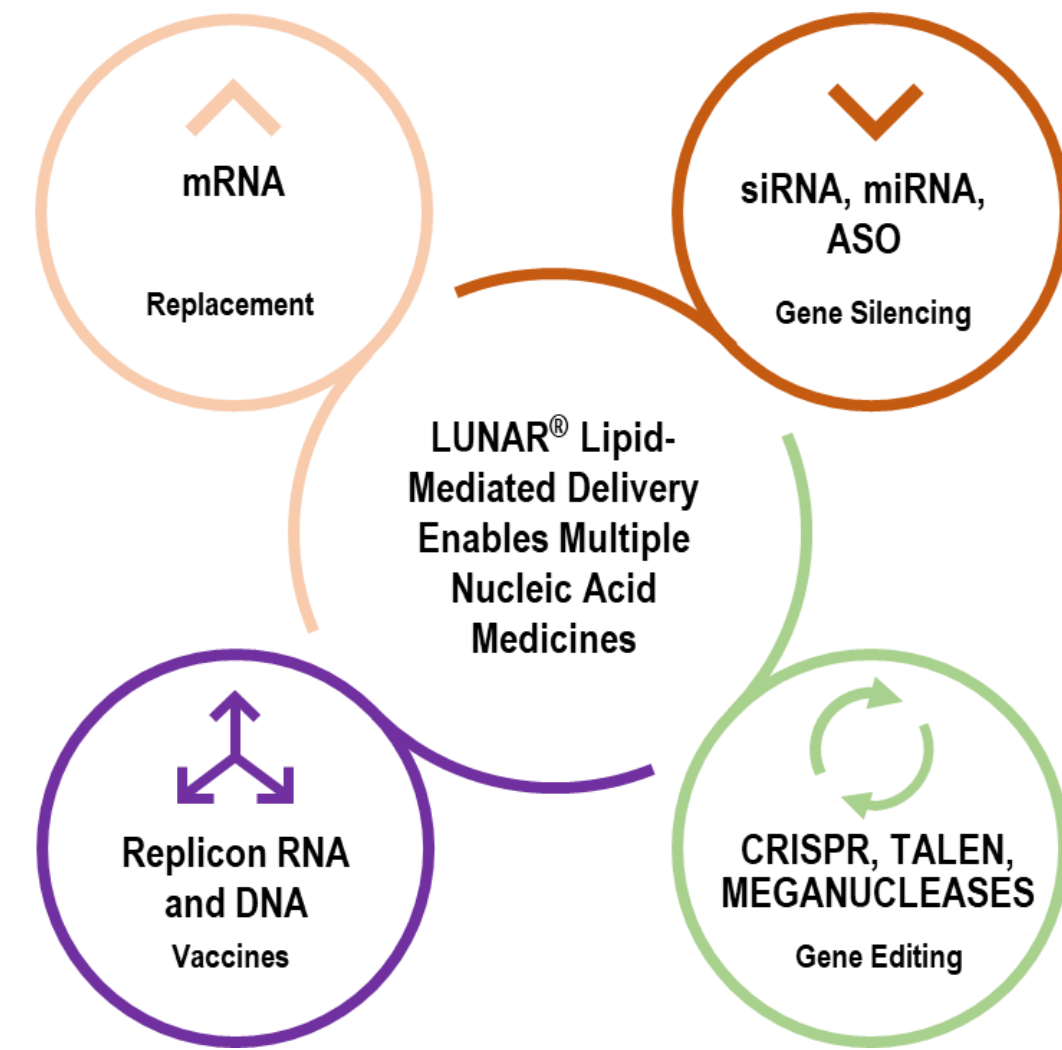 mRNA
Replacement
siRNA, miRNA,
ASO
Gene Silencing
LUNAR® Lipid-
Mediated Delivery
Enables Multiple
Nucleic Acid
Medicines
Replicon RNA
and DNA
Vaccines
CRISPR, TALEN,
MEGANUCLEASES
Gene Editing